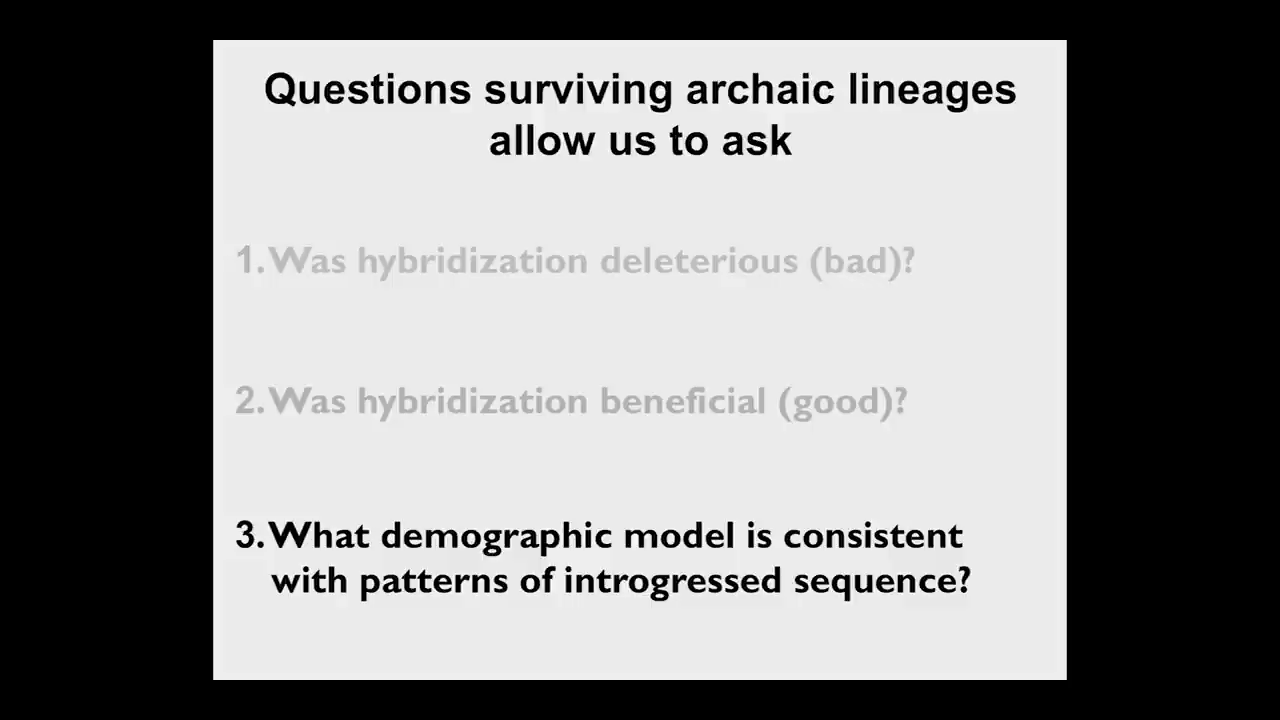 Questions surviving archaic lineages
allow us to ask
1. Was hybridization deleterious (bad)?
2. Was hybridization beneficial (good)?
3. What demographic model is consistent
with patterns of introgressed sequence?